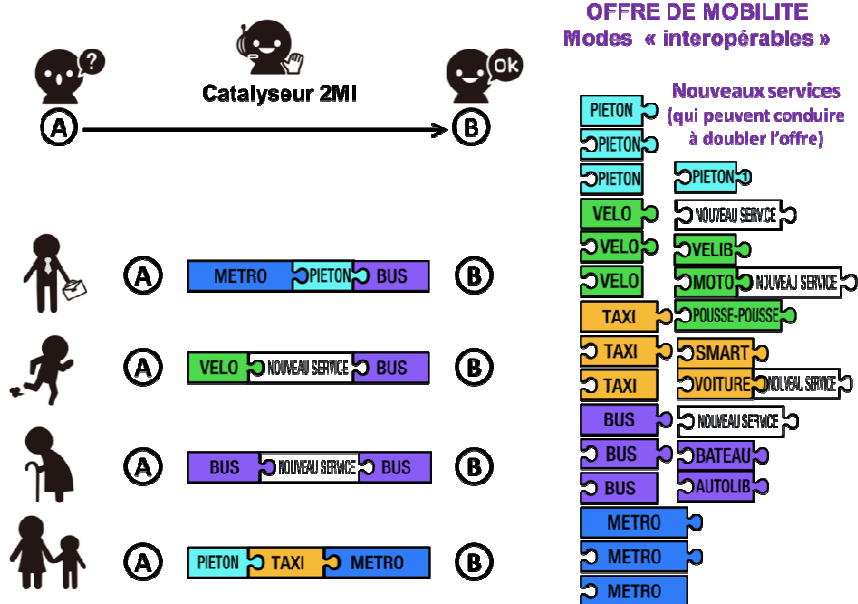 OFFRE DE MOBILITE
Modes « interopérables »
?
Ok
Catalyseur 2MI
A
B
Nouveaux services
(qui peuvent conduire
à doubler l'offre)
A
METRO PIETON BUS
B
A
VELO NOUVEAU SERVICE BUS
B
A
BUS NOUVEAU SERVICE BUS
B
A
PIETON TAXI METRO
B
PIETON
PIETON
PIETON PIETON
VELO NOUVEAU SERVICE
VELO VELIB
VELO MOTO NOUVEAU SERVICE
TAXI POUSSE-POUSSE
TAXI SMART
TAXI VOITURE NOUVEAU SERVICE
BUS NOUVEAU SERVICE
BUS BATEAU
BUS AUTOLIB
METRO
METRO
METRO